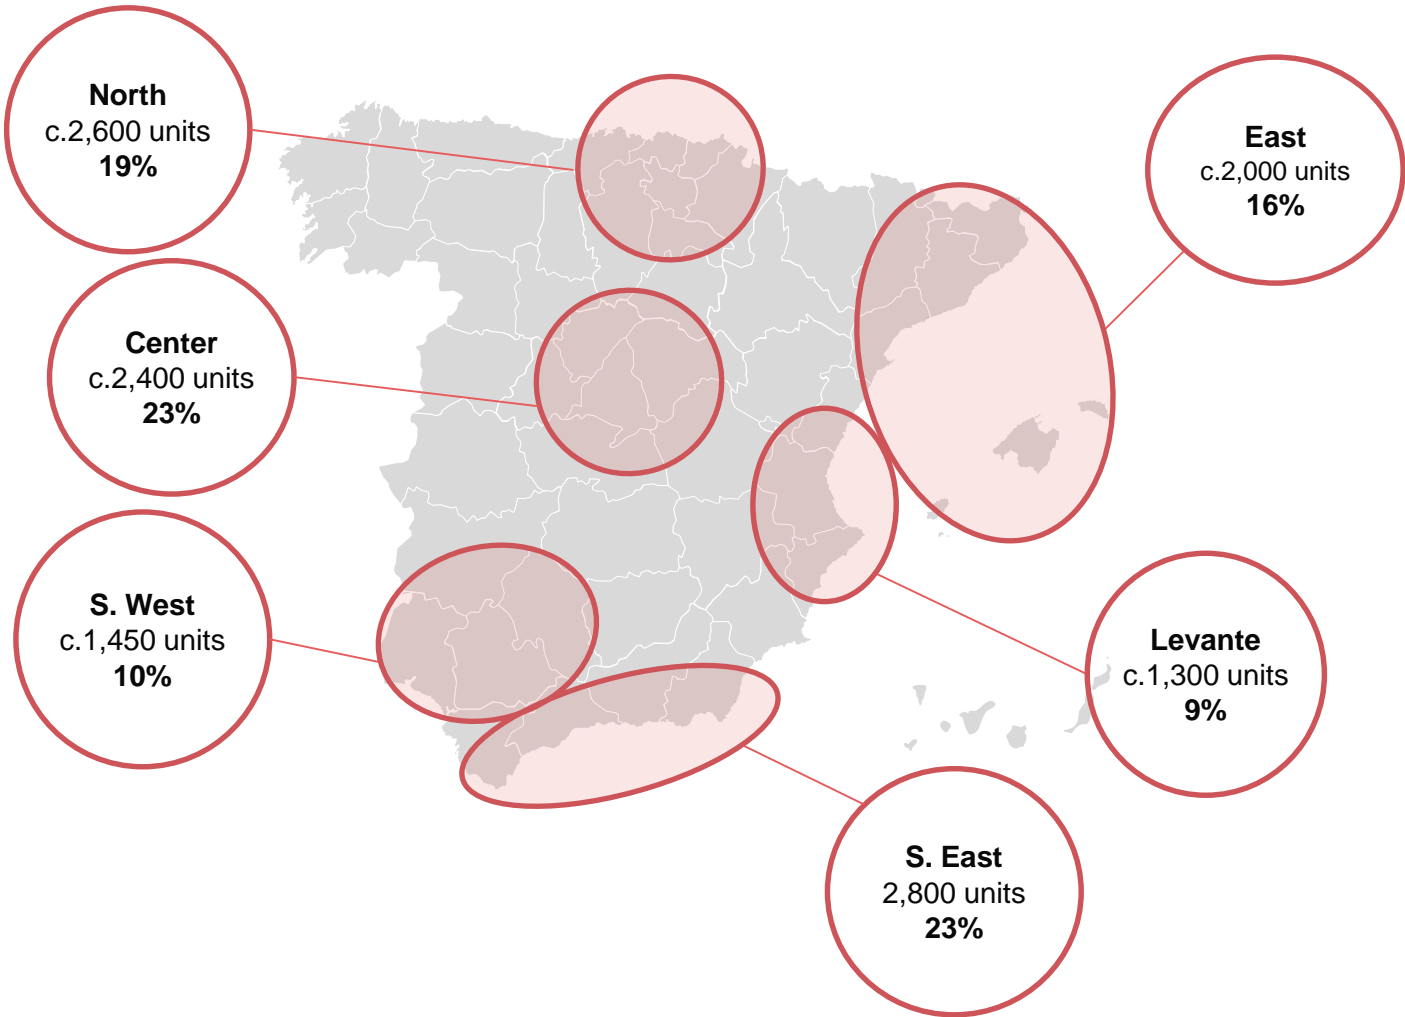 North
c.2,600 units
19%
East
c.2,000 units
16%
Center
c.2,400 units
23%
S. West
c.1,450 units
10%
Levante
c.1,300 units
9%
S. East
2,800 units
23%